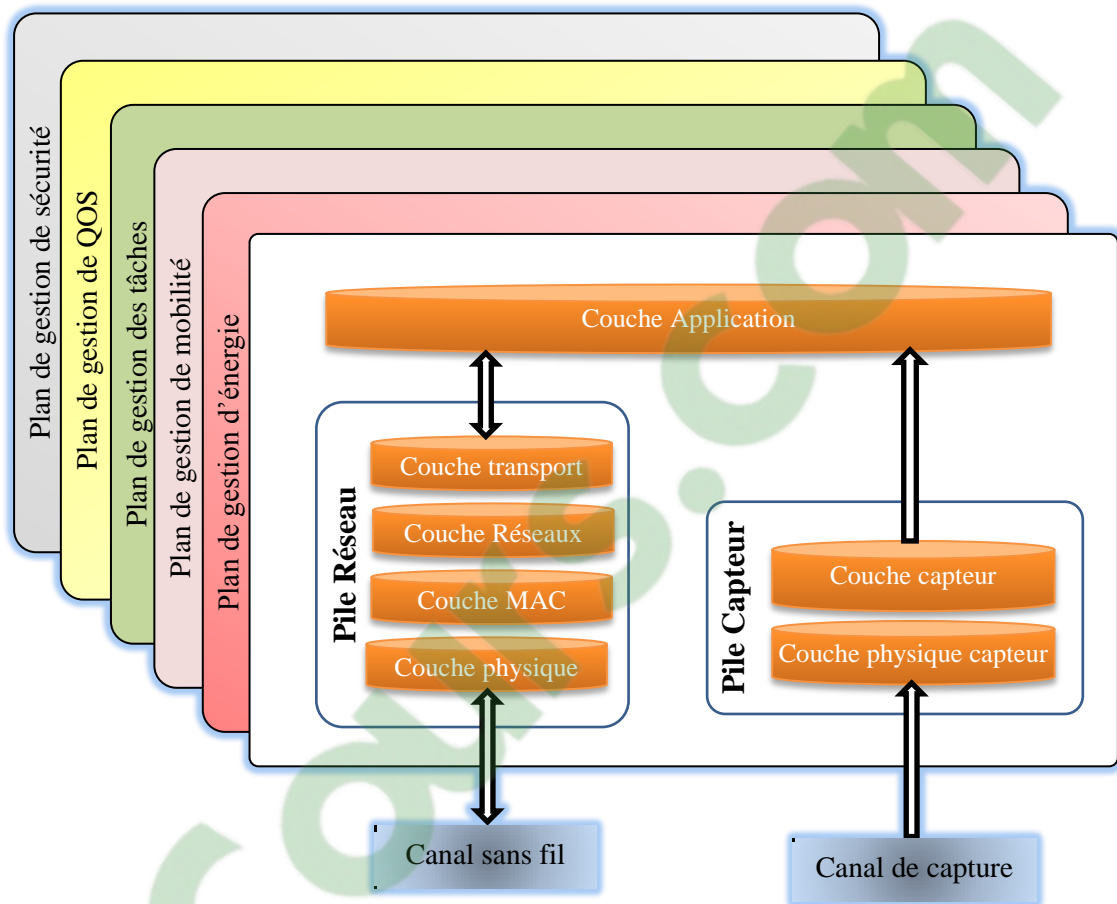 Plan de gestion de sécurité
Plan de gestion de QOS
Plan de gestion des tâches
Plan de gestion de mobilité
Plan de gestion d’énergie
Couche Application
Pile Réseau
Couche transport
Couche Réseaux
Couche MAC
Couche physique
Pile Capteur
Couche capteur
Couche physique capteur
Canal sans fil
Canal de capture
Cours.com